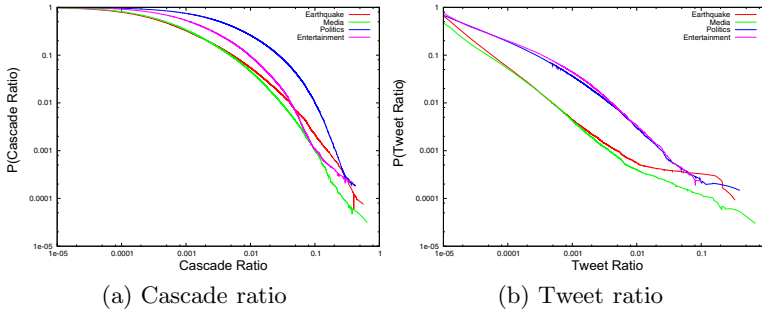 1
0.1
0.01
0.001
0.0001
1e-05
1e-05
0.0001
0.001
0.01
0.1
1
P(Cascade Ratio)
Cascade Ratio
Earthquake
Media
Politics
Entertainment
(a) Cascade ratio
1
0.1
0.01
0.001
0.0001
1e-05
1e-05
0.0001
0.001
0.01
0.1
P(Tweet Ratio)
Tweet Ratio
Earthquake
Media
Politics
Entertainment
(b) Tweet ratio